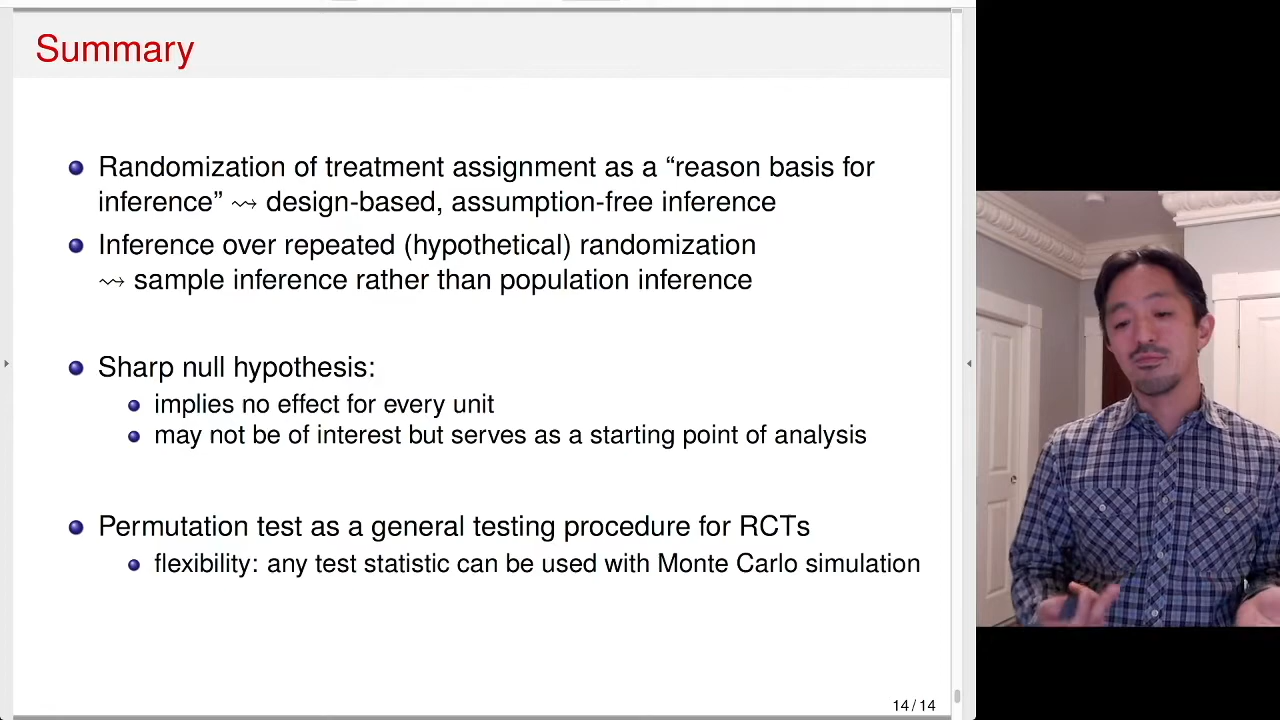 Summary
Randomization of treatment assignment as a “reason basis for
inference” ⇝ design-based, assumption-free inference
Inference over repeated (hypothetical) randomization
⇝ sample inference rather than population inference
Sharp null hypothesis:
implies no effect for every unit
may not be of interest but serves as a starting point of analysis
Permutation test as a general testing procedure for RCTs
flexibility: any test statistic can be used with Monte Carlo simulation
14 / 14